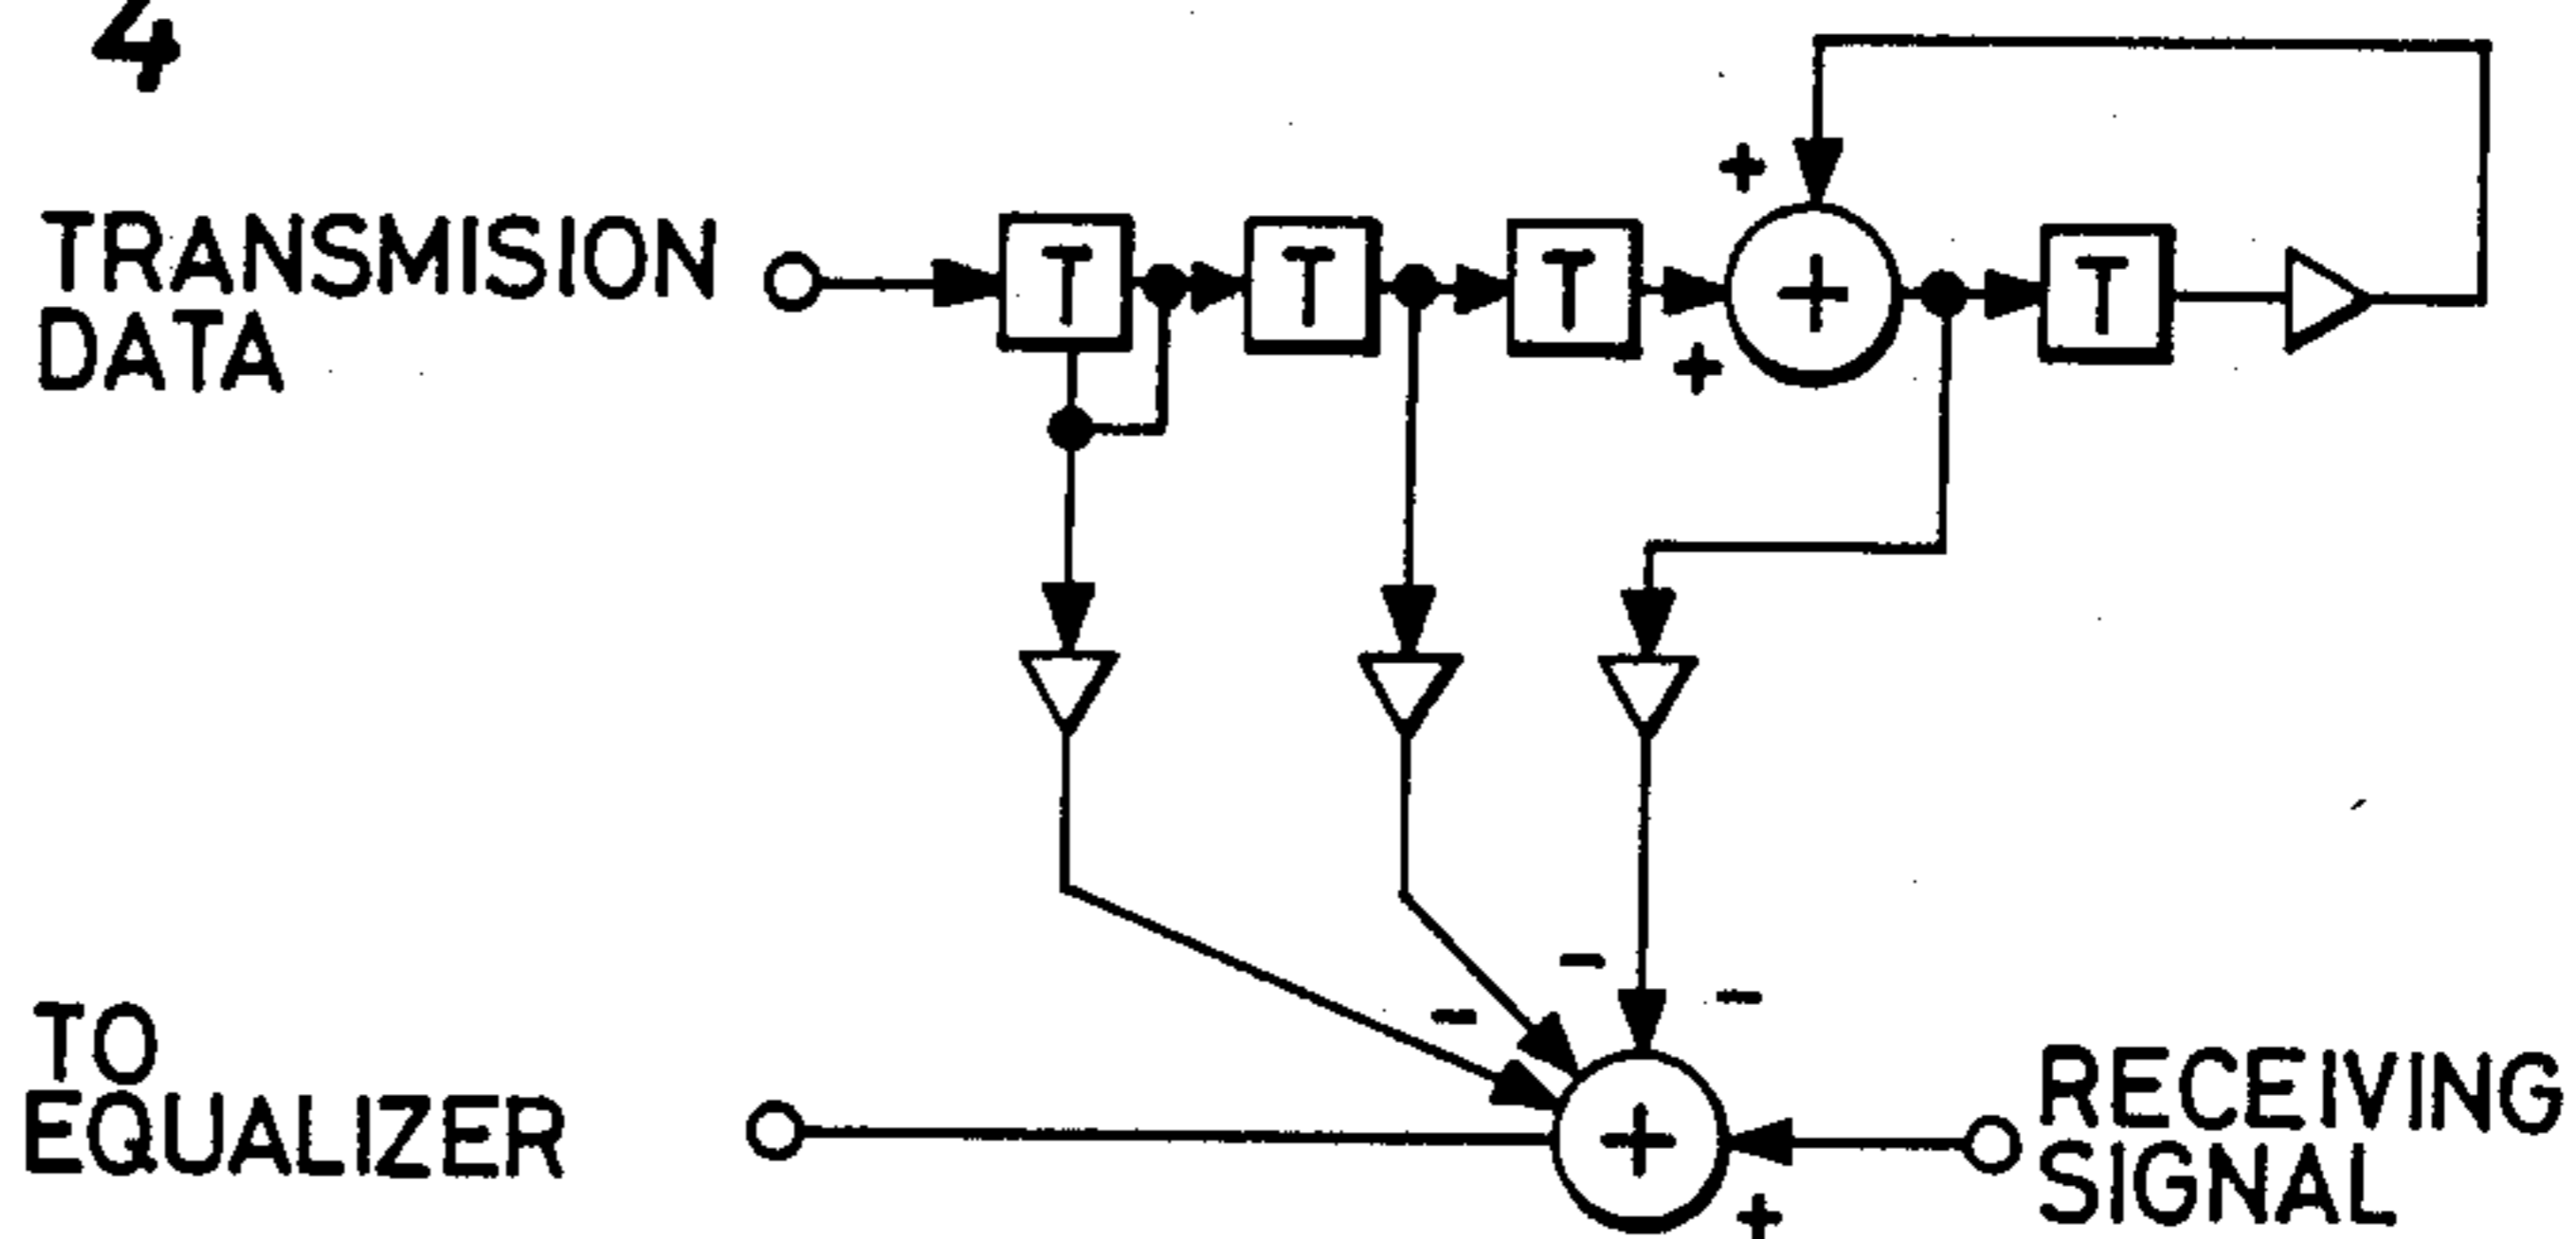 4
TRANSMISION
DATA
T
T
T
T
+
+
+
TO
EQUALIZER
-
-
-
+
+
RECEIVING
SIGNAL